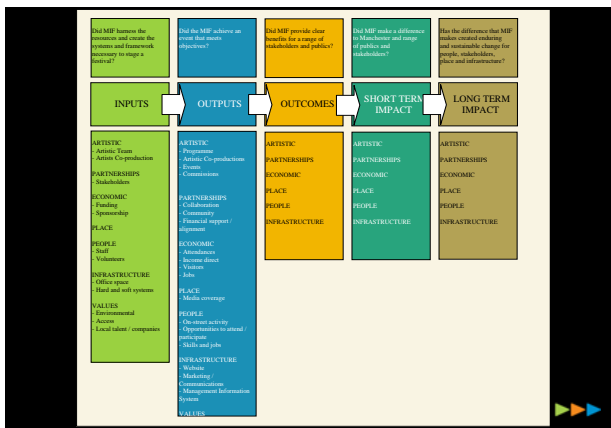 Did MIF harness the
resources and create the
systems and framework
necessary to stage a
festival?
Did the MIF achieve an
event that meets
objectives?
Did MIF provide clear
benefits for a range of
stakeholders and publics?
Did MIF make a difference
to Manchester and range
of publics and
stakeholders?
Has the difference that MIF
makes created enduring
and sustainable change for
people, stakeholders,
place and infrastructure?
INPUTS
OUTPUTS
OUTCOMES
SHORT TERM
IMPACT
LONG TERM
IMPACT
ARTISTIC
- Artistic Team
- Artists Co-production
PARTNERSHIPS
- Stakeholders
ECONOMIC
- Funding
- Sponsorship
PLACE
PEOPLE
- Staff
- Volunteers
INFRASTRUCTURE
- Office space
- Hard and soft systems
VALUES
- Environmental
- Access
- Local talent / companies
ARTISTIC
- Programme
- Artistic Co-productions
- Events
- Commissions
PARTNERSHIPS
- Collaboration
- Community
- Financial support /
alignment
ECONOMIC
- Attendances
- Income direct
- Visitors
- Jobs
PLACE
- Media coverage
PEOPLE
- On-street activity
- Opportunities to attend /
participate
- Skills and jobs
INFRASTRUCTURE
- Website
- Marketing /
Communications
- Management Information
System
VALUES
ARTISTIC
PARTNERSHIPS
ECONOMIC
PLACE
PEOPLE
INFRASTRUCTURE
ARTISTIC
PARTNERSHIPS
ECONOMIC
PLACE
PEOPLE
INFRASTRUCTURE
ARTISTIC
PARTNERSHIPS
ECONOMIC
PLACE
PEOPLE
INFRASTRUCTURE